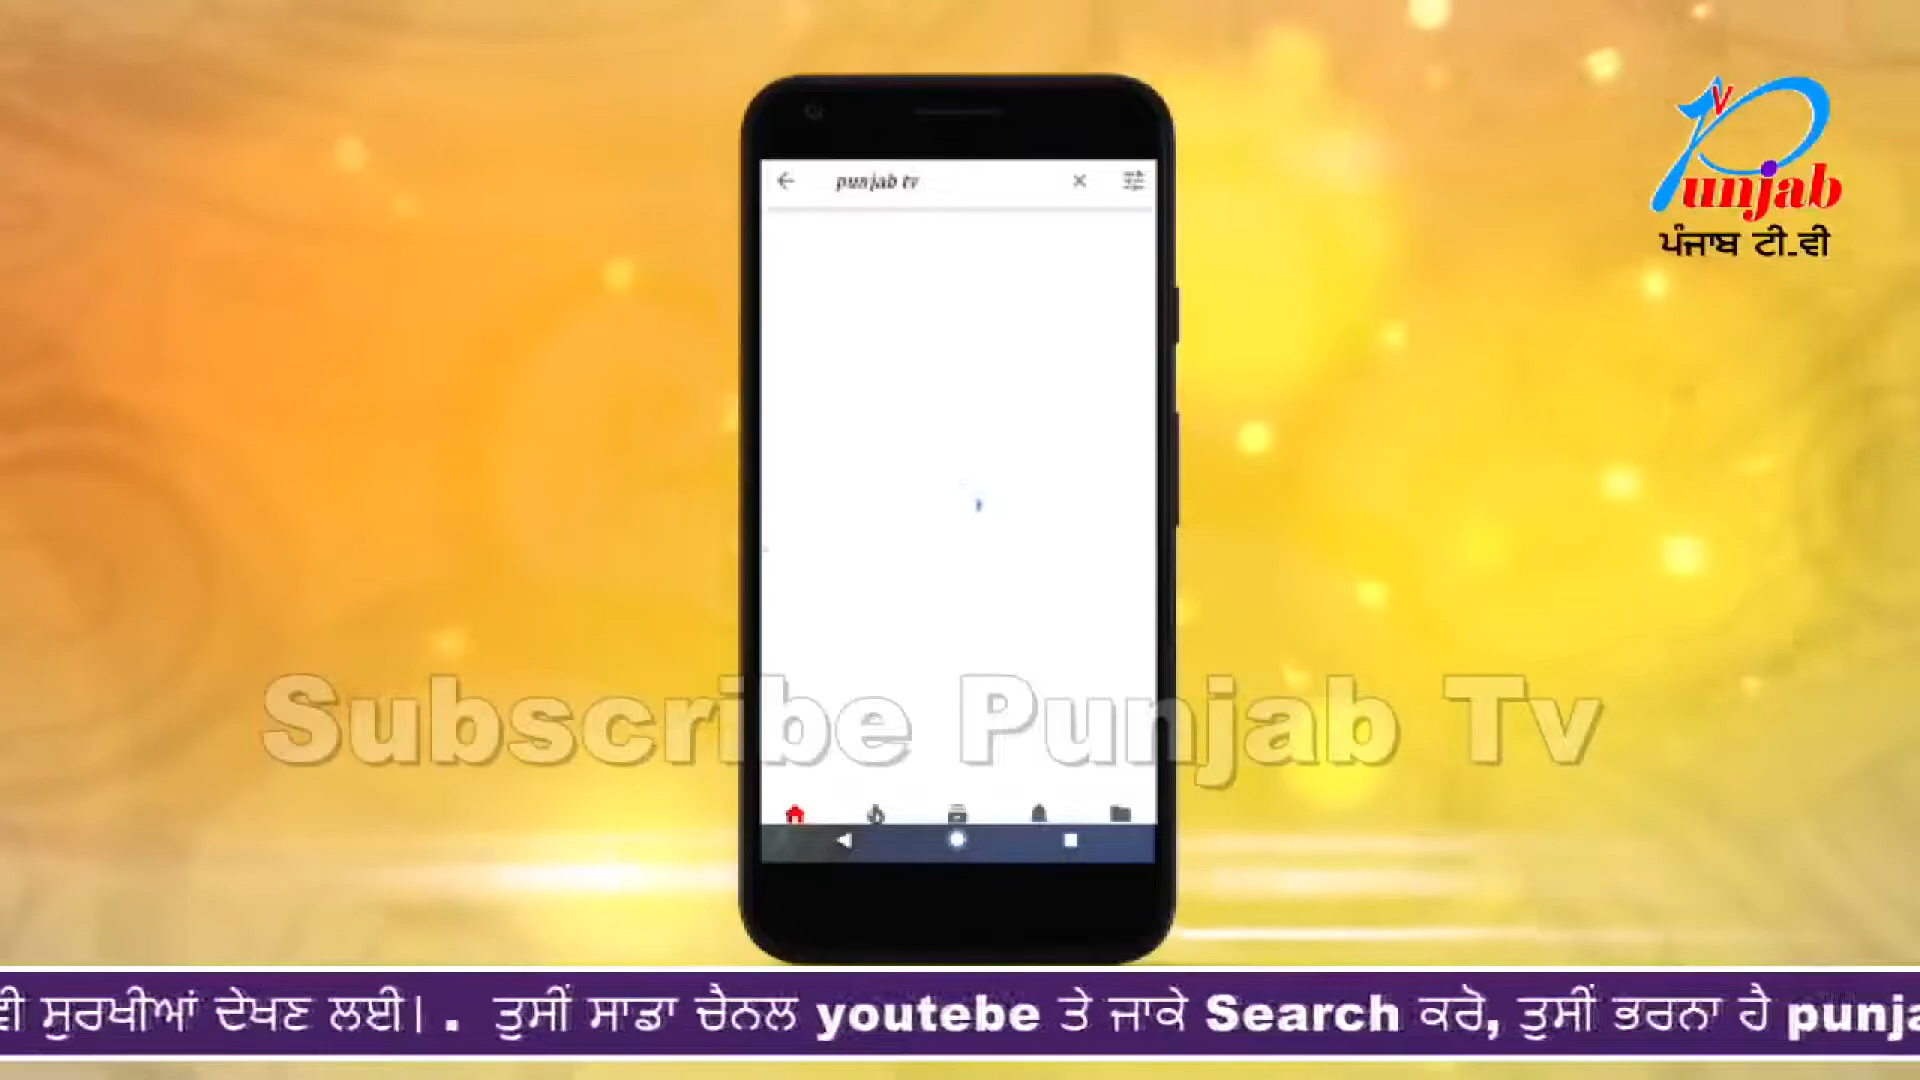 punjab tv
V
Punjab
ਪੰਜਾਬ ਟੀ.ਵੀ
Subscribe Punjab Tv
ਸੁਰਖੀਆਂ ਦੇਖਣ ਲਈ। . ਤੁਸੀਂ ਸਾਡਾ ਚੈਨਲ youtebe ਤੇ ਜਾਕੇ Search ਕਰੋ, ਤੁਸੀਂ ਭਰਨਾ ਹੈ